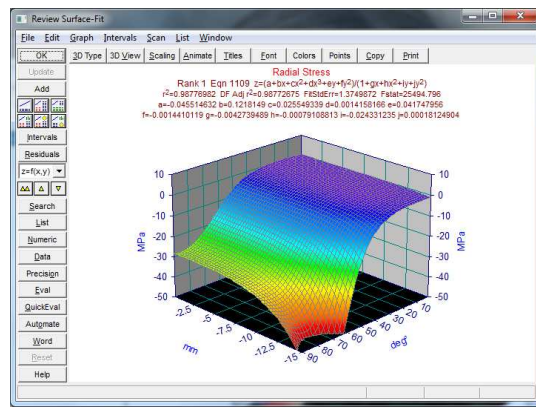 Review Surface-Fit
File Edit Graph Intervals Scan List Window
OK 3D Type 3D View Scaling Animate Titles Font Colors Points Copy Print
Update
Add
Intervals
Residuals
z=f(x,y)
Search
List
Numeric
Data
Precision
Eval
QuickEval
Automate
Word
Reset
Help
Radial Stress
Rank 1 Eqn 1109 z=(a+bx+cx²+dx³+ey+fy²)/(1+gx+hx²+iy+jy²)
r²=0.98776982 DF Adj r²=0.98772675 FitStdErr=1.3749872 Fstat=25494.796
a=-0.045514632 b=0.1218149 c=0.025549339 d=0.0014158166 e=0.041747956
f=-0.0014410119 g=-0.0042739489 h=-0.00079108813 i=-0.024331235 j=0.00018124904
10 10
0 0
-10 -10
-20 -20
-30 -30
-40 -40
-50 -50
MPa MPa
-2.5 -5 -7.5 -10 -12.5 -15
mm
90 80 70 60 50 40 30 20 10
deg°